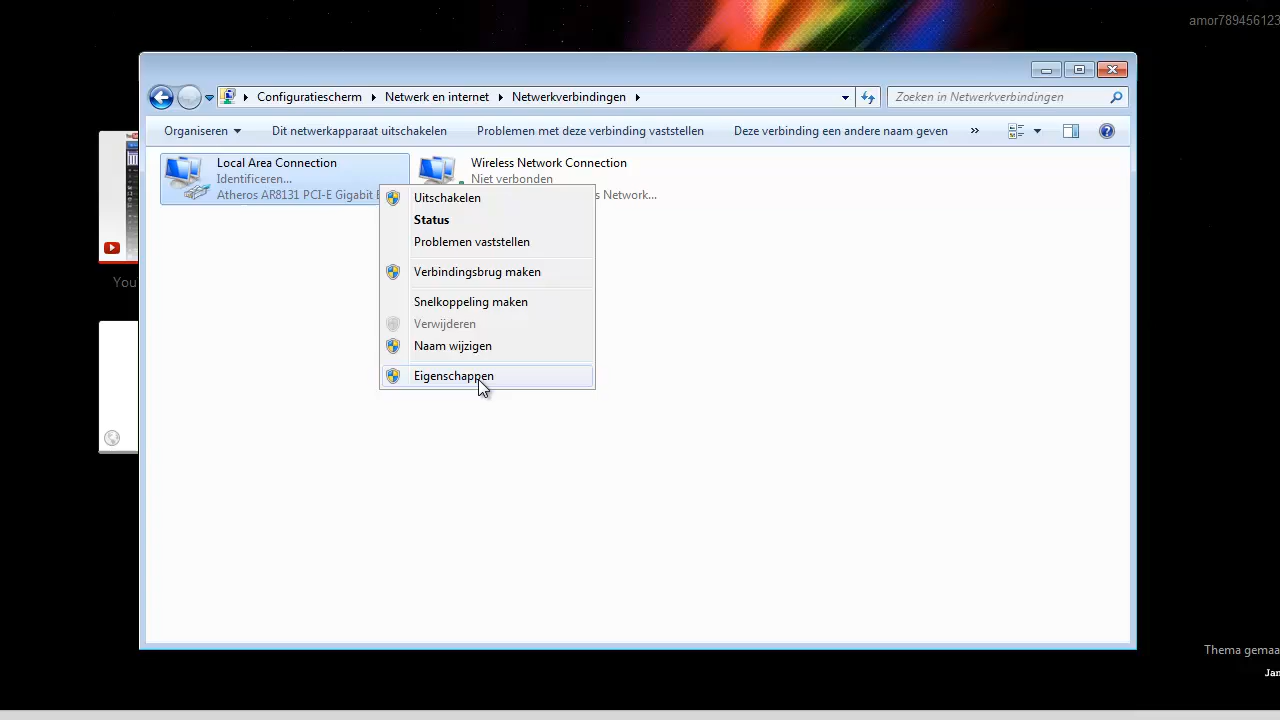 amor789456123
Configuratiescherm
Netwerk en internet
Netwerkverbindingen
Zoeken in Netwerkverbindingen
Organiseren
Dit netwerkapparaat uitschakelen
Problemen met deze verbinding vaststellen
Deze verbinding een andere naam geven
»
Local Area Connection
Identificeren...
Atheros AR8131 PCI-E Gigabit
Wireless Network Connection
Niet verbonden
s Network...
Uitschakelen
Status
Problemen vaststellen
Verbindingsbrug maken
Snelkoppeling maken
Verwijderen
Naam wijzigen
Eigenschappen
You
Thema gemaa
Jan